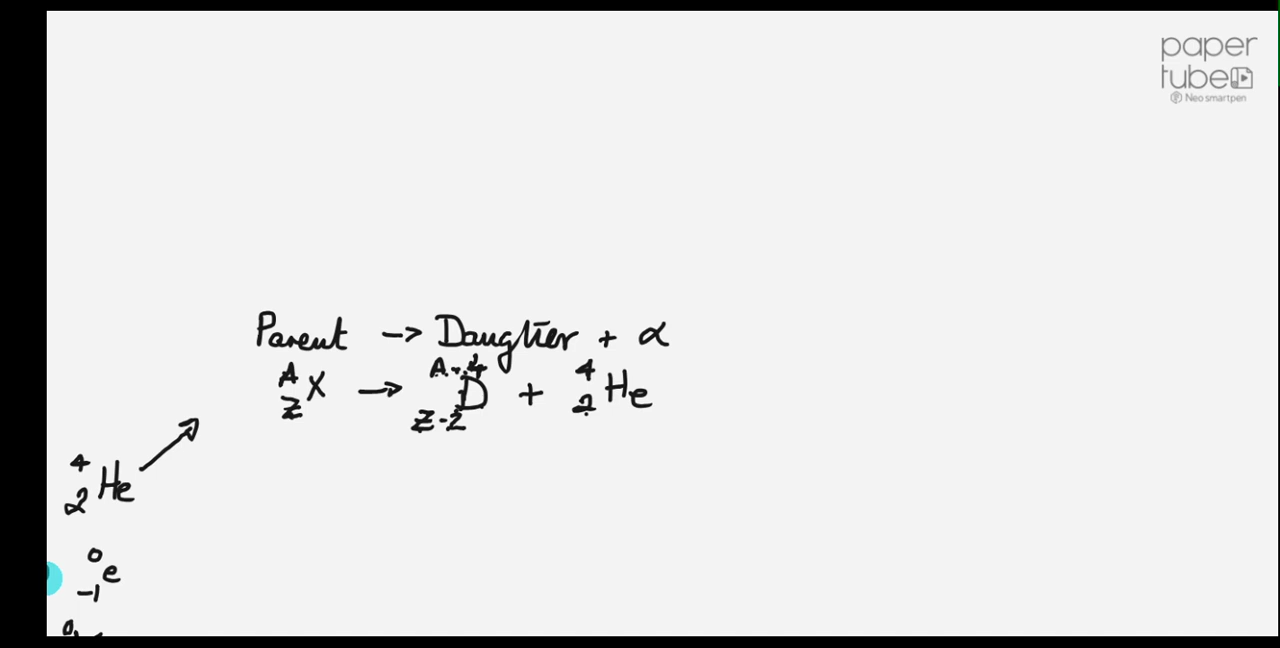 paper
tube
Neo smartpen
Parent -> Daughter + α
A Z X -> A-4 Z-2 D + 4 2 He
4 2 He
0 -1 e